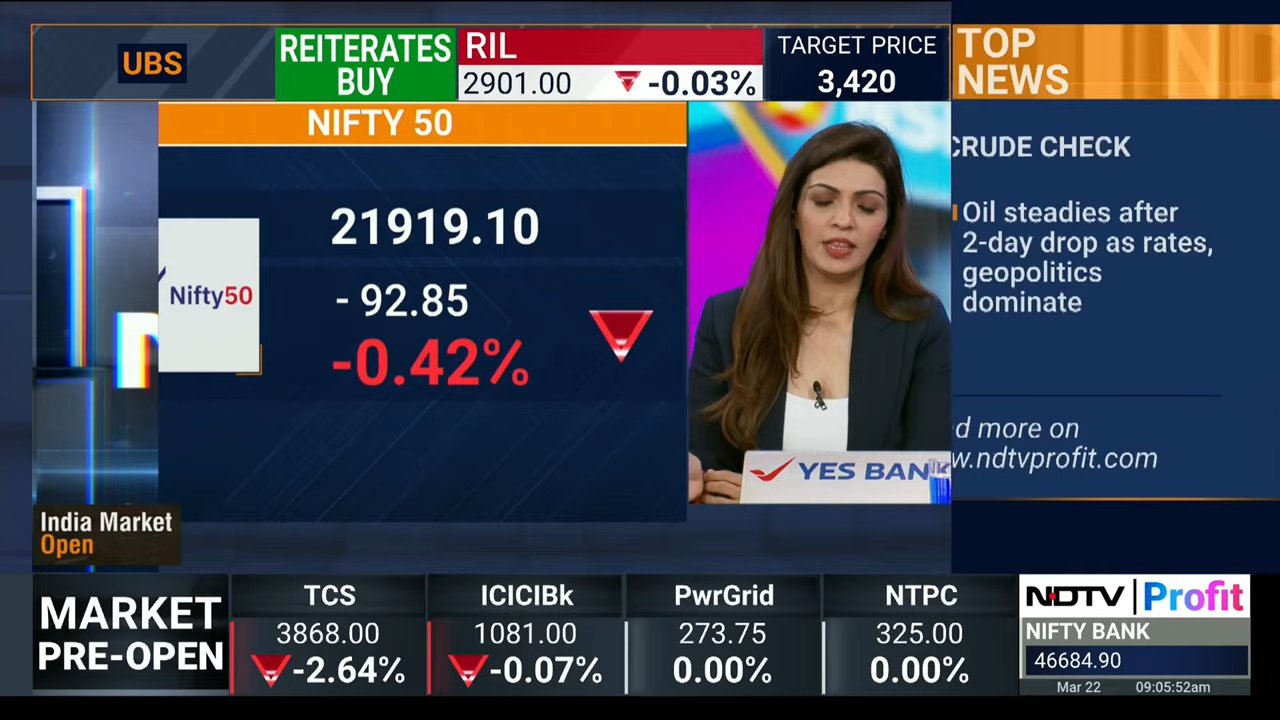 UBS
REITERATES
BUY
RIL
2901.00
-0.03%
TARGET PRICE
3,420
TOP
NEWS
NIFTY 50
21919.10
- 92.85
-0.42%
Nifty50
CRUDE CHECK
Oil steadies after
2-day drop as rates,
geopolitics
dominate
d more on
w.ndtvprofit.com
YES BANK
India Market
Open
MARKET
PRE-OPEN
TCS
3868.00
-2.64%
ICICIBk
1081.00
-0.07%
PwrGrid
273.75
0.00%
NTPC
325.00
0.00%
NDTV Profit
NIFTY BANK
46684.90
Mar 22 09:05:52am